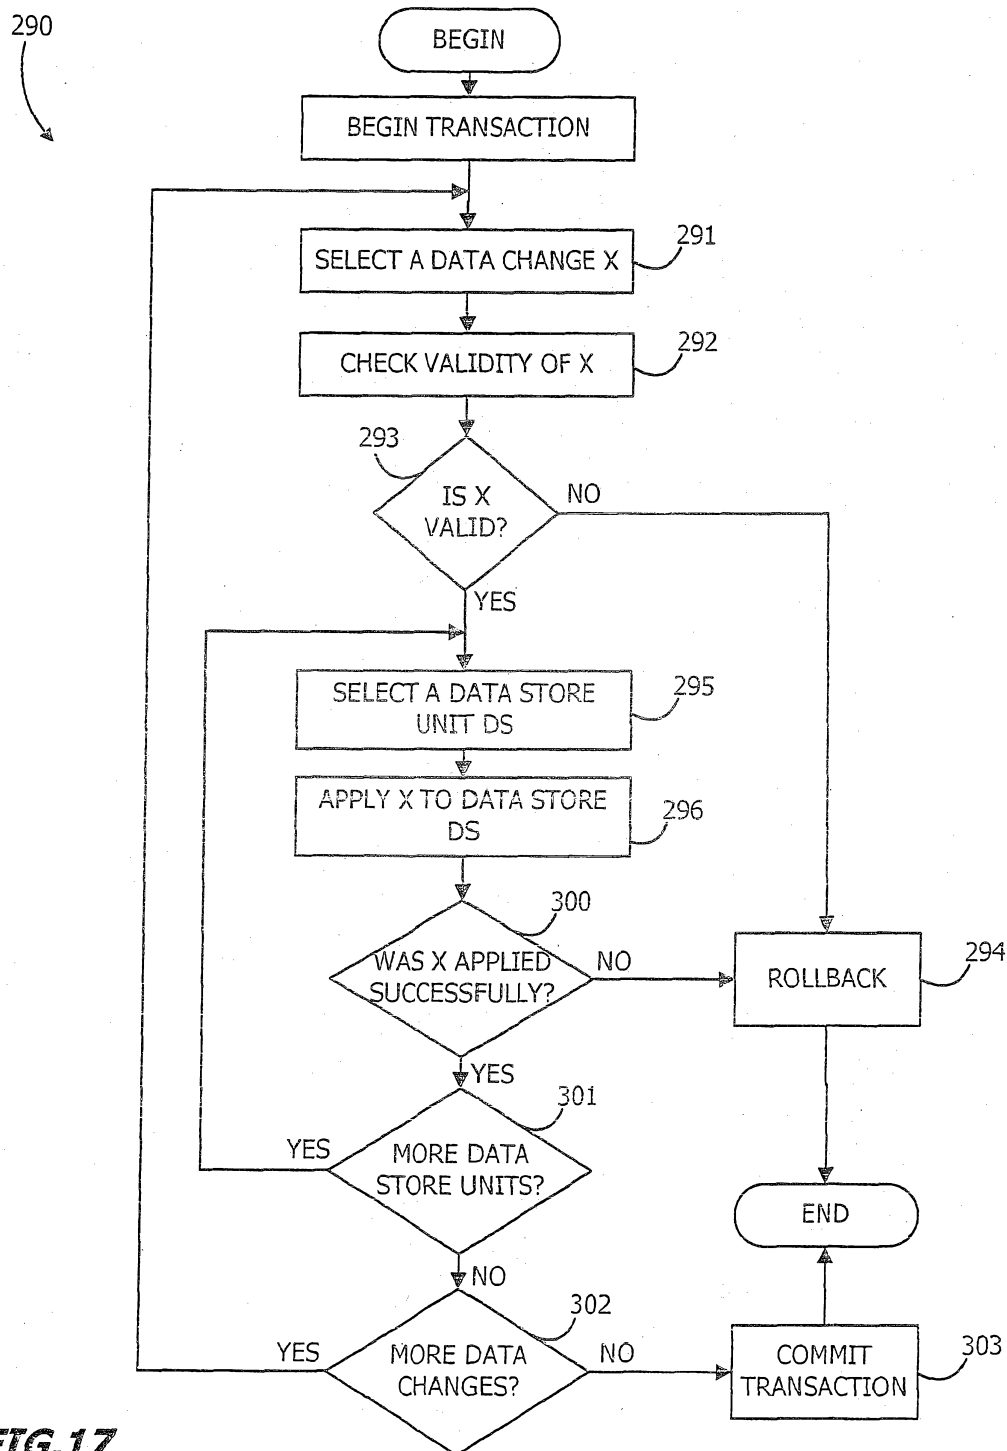 290
BEGIN
BEGIN TRANSACTION
SELECT A DATA CHANGE X
291
CHECK VALIDITY OF X
292
293
IS X
VALID?
NO
YES
SELECT A DATA STORE
UNIT DS
295
APPLY X TO DATA STORE
DS
296
300
WAS X APPLIED
SUCCESSFULLY?
NO
ROLLBACK
294
YES
301
YES
MORE DATA
STORE UNITS?
END
NO
302
YES
MORE DATA
CHANGES?
NO
COMMIT
TRANSACTION
303
FIG.17